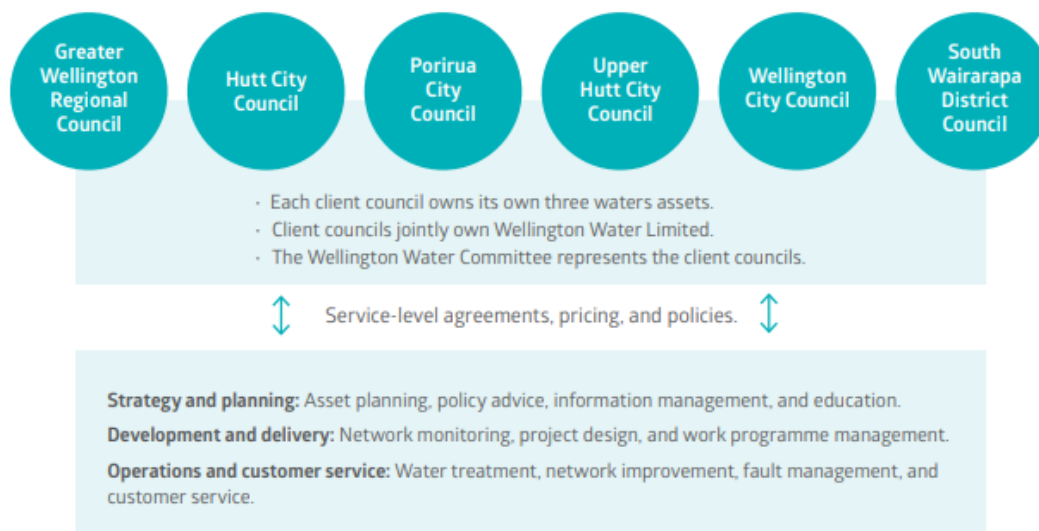 Greater
Wellington
Regional
Council
Hutt City
Council
Porirua
City
Council
Upper
Hutt City
Council
Wellington
City Council
South
Wairarapa
District
Council
· Each client council owns its own three waters assets.
· Client councils jointly own Wellington Water Limited.
· The Wellington Water Committee represents the client councils.
Service-level agreements, pricing, and policies.
Strategy and planning: Asset planning, policy advice, information management, and education.
Development and delivery: Network monitoring, project design, and work programme management.
Operations and customer service: Water treatment, network improvement, fault management, and
customer service.